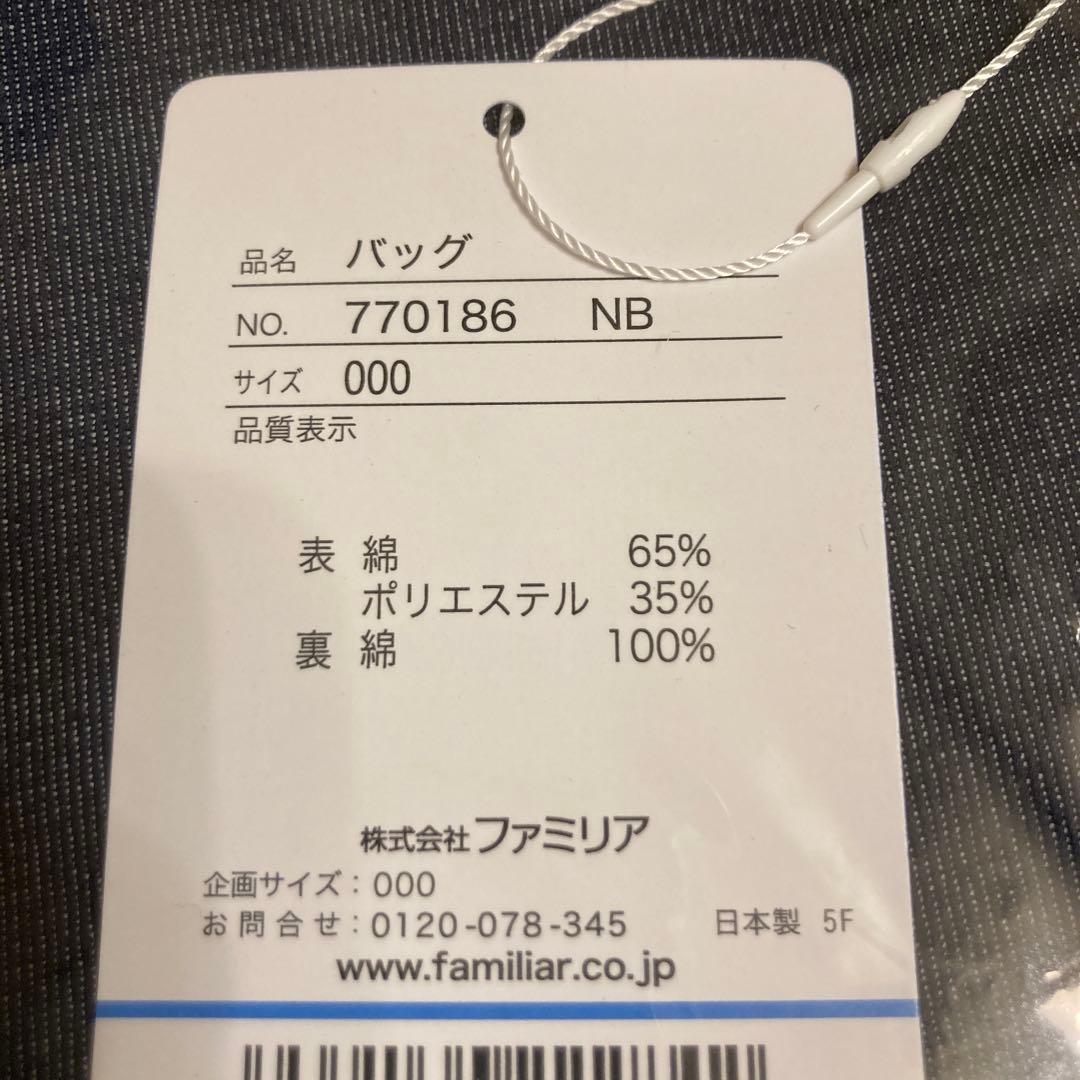 品名 バッグ
NO. 770186 NB
サイズ 000
品質表示
表 綿 65%
ポリエステル 35%
裏 綿 100%
株式会社ファミリア
企画サイズ：000
お問合せ：0120-078-345 日本製 5F
www.familiar.co.jp